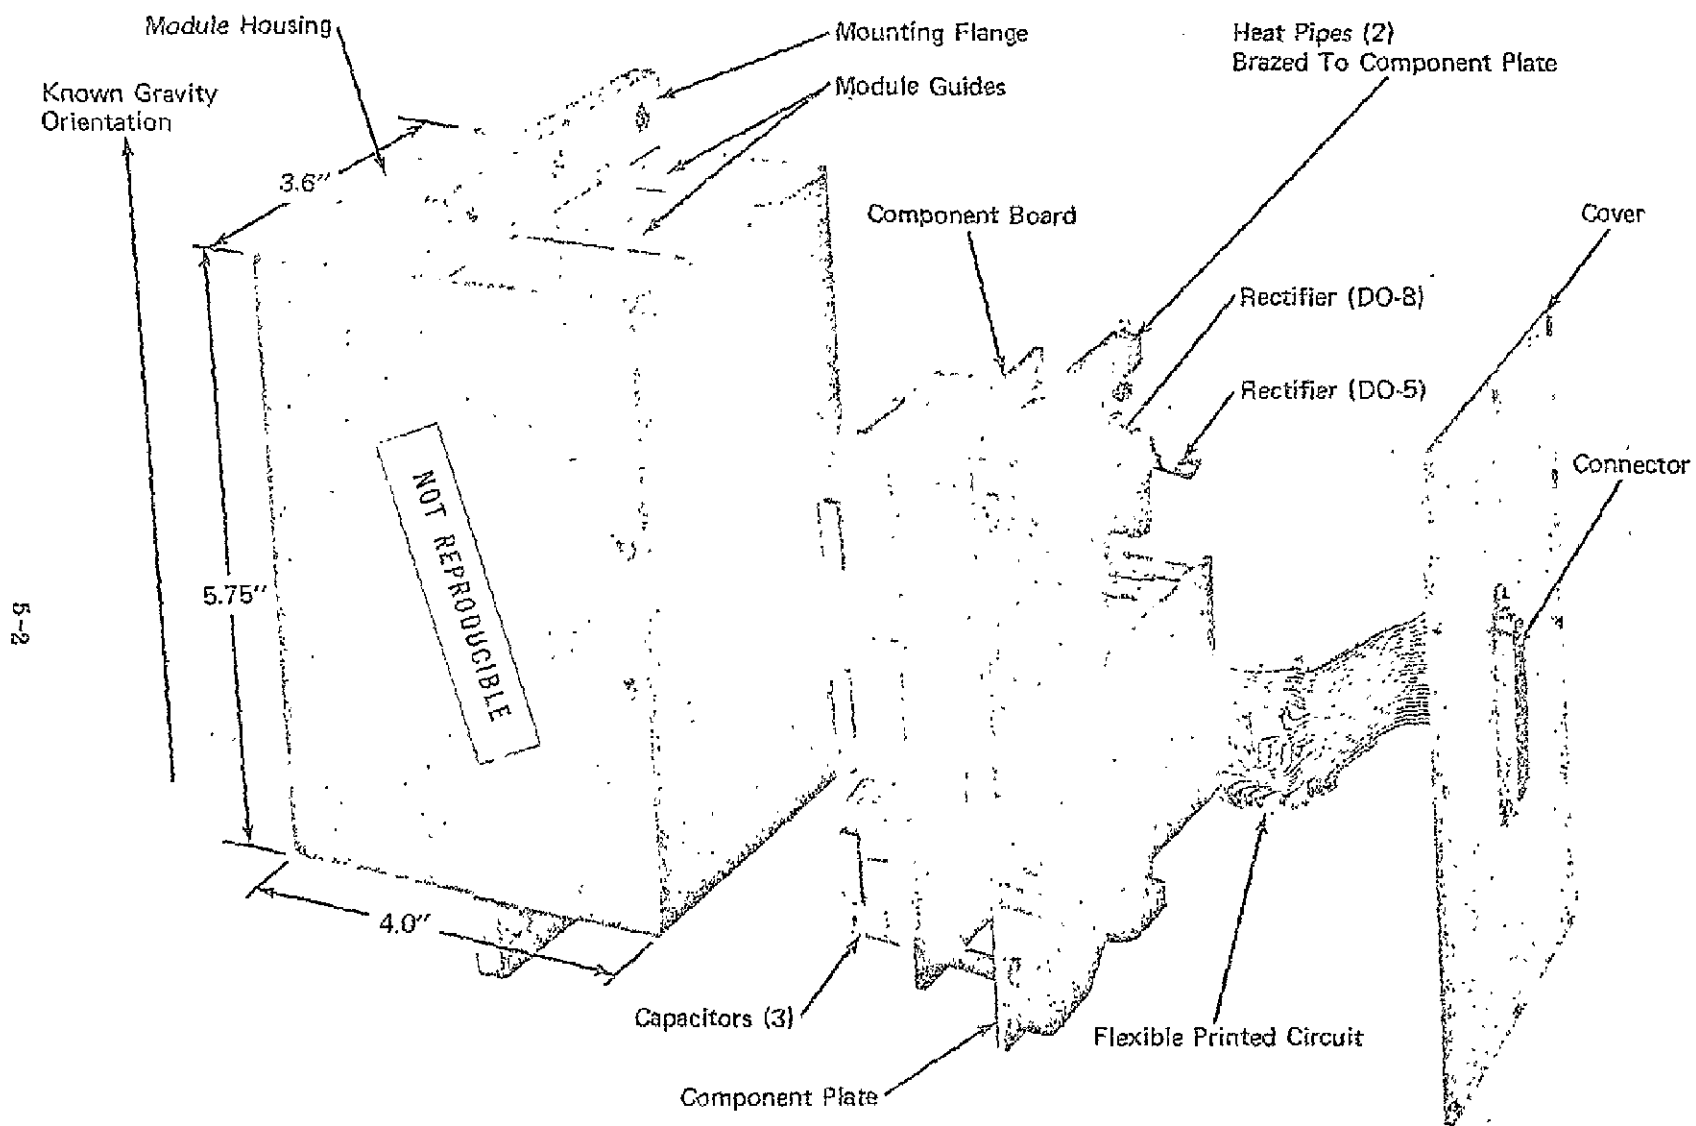 Module Housing
Mounting Flange
Heat Pipes (2)
Brazed To Component Plate
Known Gravity
Orientation
Module Guides
3.6"
Component Board
Cover
Rectifier (DO-8)
Rectifier (DO-5)
Connector
NOT REPRODUCIBLE
5.75"
5-2
4.0"
Capacitors (3)
Flexible Printed Circuit
Component Plate